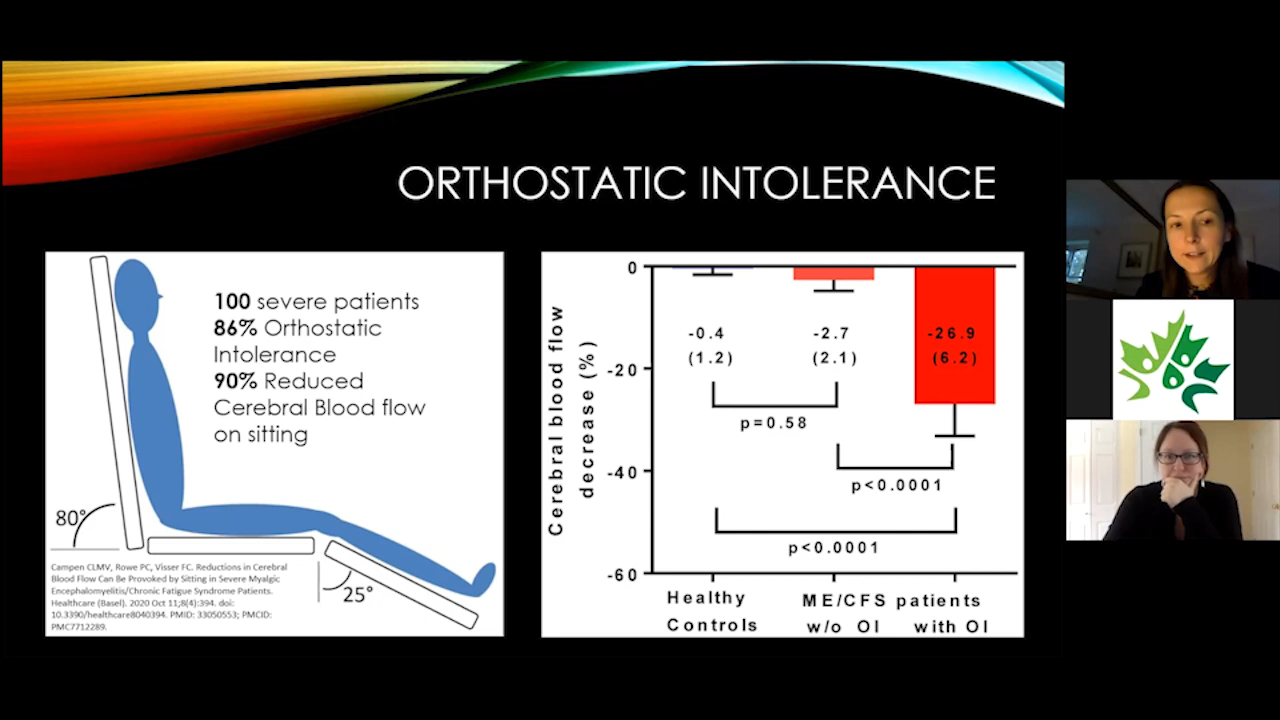 ORTHOSTATIC INTOLERANCE
100 severe patients
86% Orthostatic
Intolerance
90% Reduced
Cerebral Blood flow
on sitting
80°
25°
Campen CLMV, Rowe PC, Visser FC. Reductions in Cerebral
Blood Flow Can Be Provoked by Sitting in Severe Myalgic
Encephalomyelitis/Chronic Fatigue Syndrome Patients.
Healthcare (Basel). 2020 Oct 11;8(4):394. doi:
10.3390/healthcare8040394. PMID: 33050553; PMCID:
PMC7712289.
Cerebral blood flow
decrease (%)
0
-20
-40
-60
-0.4
(1.2)
-2.7
(2.1)
-26.9
(6.2)
p=0.58
p<0.0001
p<0.0001
Healthy
Controls
ME/CFS patients
w/o OI with OI